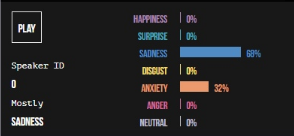 PLAY
Speaker ID
0
Mostly
SADNESS
HAPPINESS 0%
SURPRISE 0%
SADNESS 68%
DISGUST 0%
ANXIETY 32%
ANGER 0%
NEUTRAL 0%